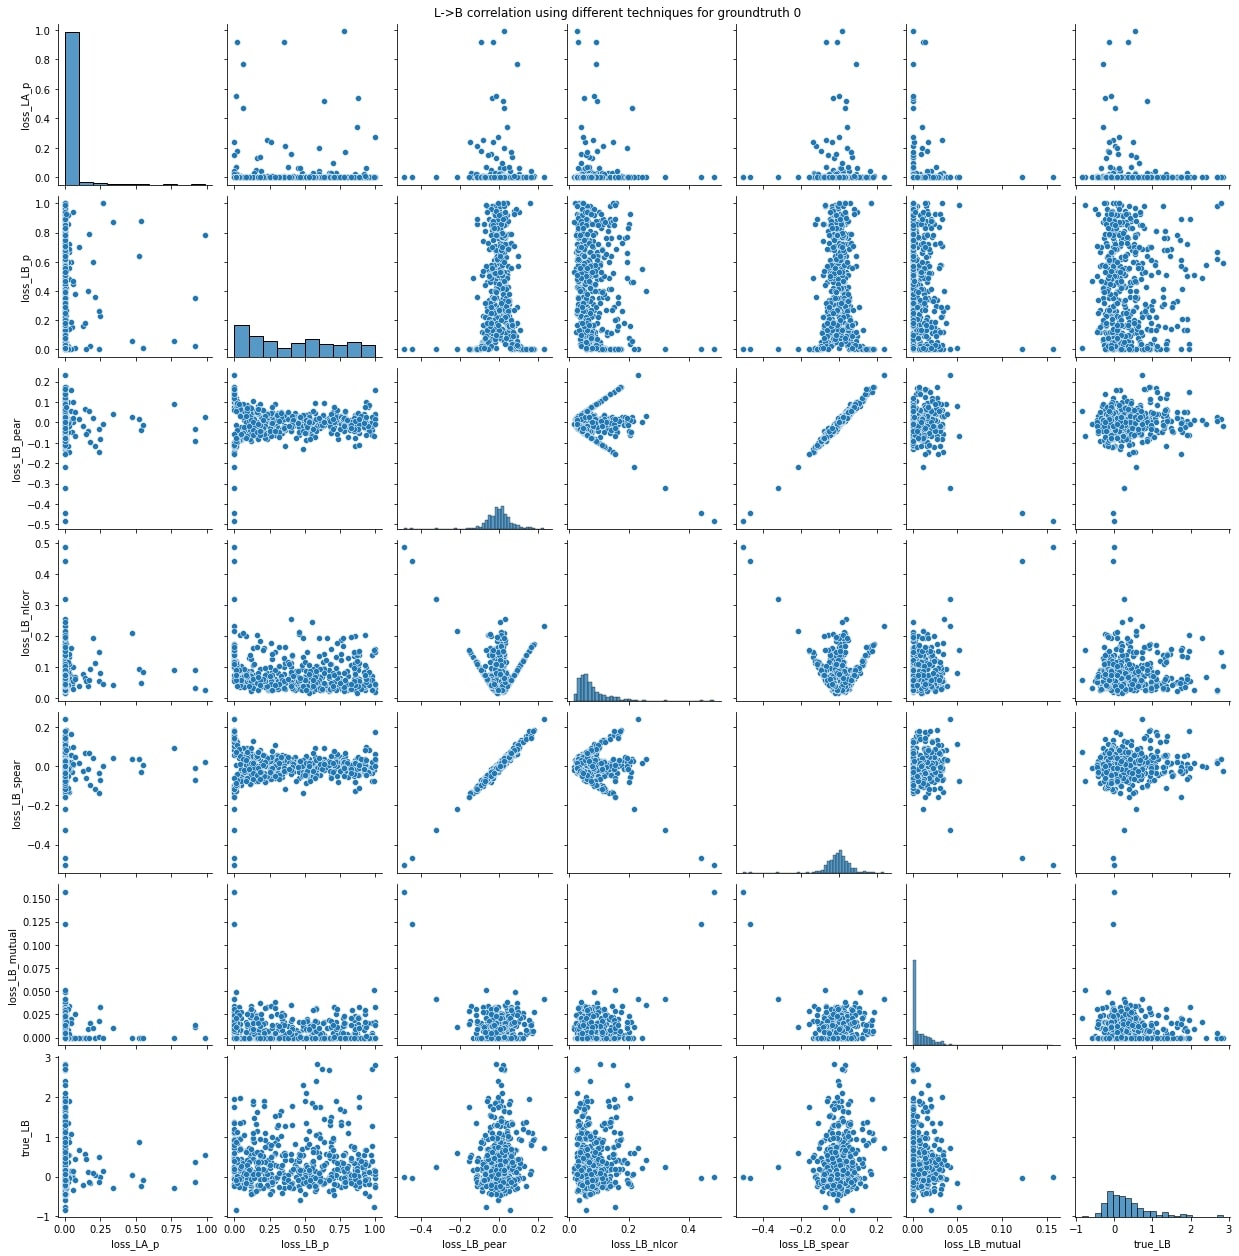 L->B correlation using different techniques for groundtruth 0
1.0
0.8
0.6
0.4
0.2
0.0
loss_LA_p
1.0
0.8
0.6
0.4
0.2
0.0
loss_LB_p
0.2
0.1
0.0
−0.1
−0.2
−0.3
−0.4
−0.5
loss_LB_pear
0.5
0.4
0.3
0.2
0.1
0.0
loss_LB_nlcor
0.2
0.0
−0.2
−0.4
loss_LB_spear
0.150
0.125
0.100
0.075
0.050
0.025
0.000
loss_LB_mutual
3
2
1
0
−1
true_LB
0.00 0.25 0.50 0.75 1.00
loss_LA_p
0.00 0.25 0.50 0.75 1.00
loss_LB_p
−0.4 −0.2 0.0 0.2
loss_LB_pear
0.0 0.2 0.4
loss_LB_nlcor
−0.4 −0.2 0.0 0.2
loss_LB_spear
0.00 0.05 0.10 0.15
loss_LB_mutual
−1 0 1 2 3
true_LB